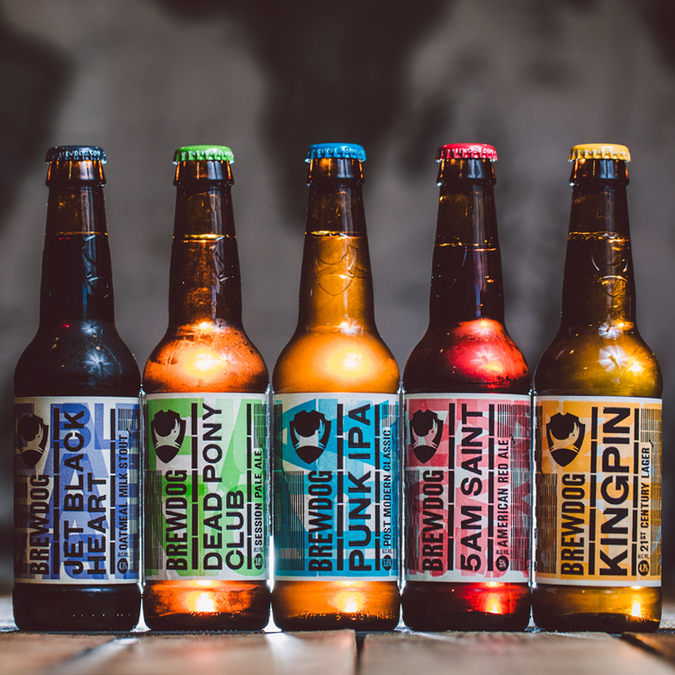 BREWDOG
JET BLACK
HEART
OATMEAL MILK STOUT
BREWDOG
DEAD PONY
CLUB
SESSION PALE ALE
BREWDOG
PUNK IPA
POST MODERN CLASSIC
BREWDOG
5AM SAINT
AMERICAN RED ALE
BREWDOG
KINGPIN
21ST CENTURY LAGER